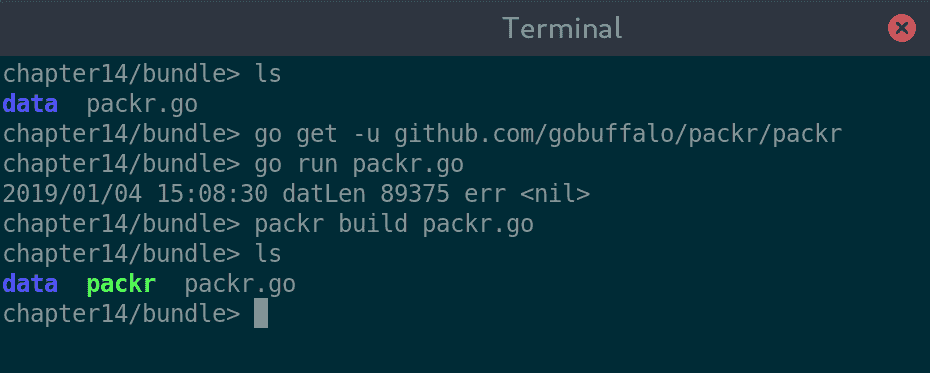 Terminal
chapter14/bundle> ls
data  packr.go
chapter14/bundle> go get -u github.com/gobuffalo/packr/packr
chapter14/bundle> go run packr.go
2019/01/04 15:08:30 datLen 89375 err <nil>
chapter14/bundle> packr build packr.go
chapter14/bundle> ls
data  packr  packr.go
chapter14/bundle>